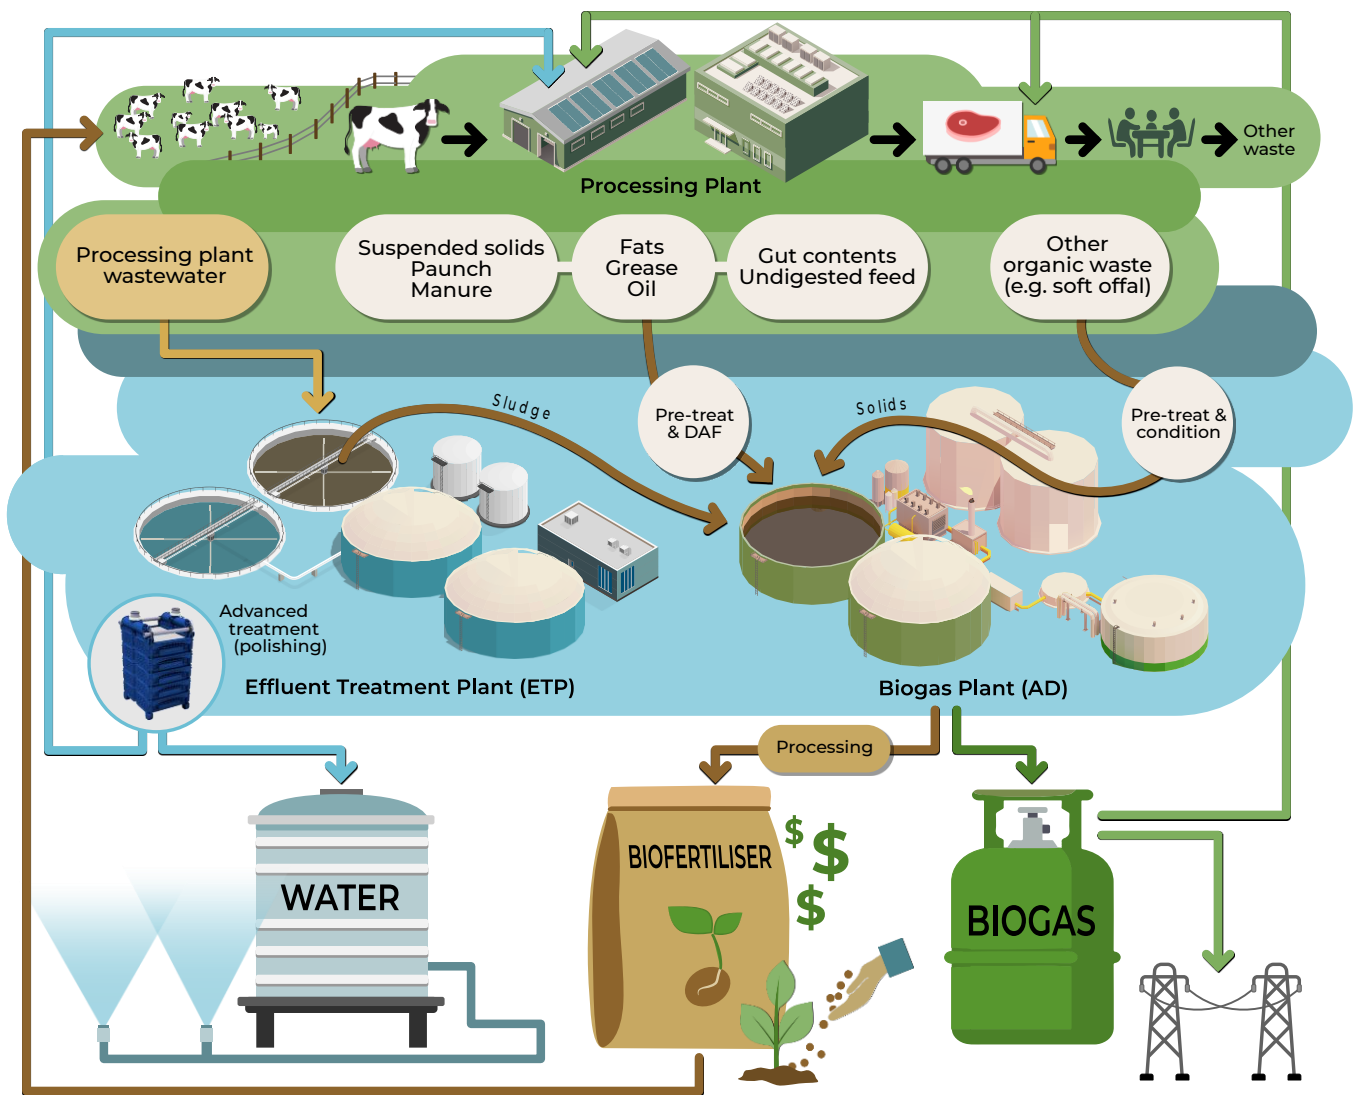 Other
waste
Processing Plant
Processing plant
wastewater
Suspended solids
Paunch
Manure
Fats
Grease
Oil
Gut contents
Undigested feed
Other
organic waste
(e.g. soft offal)
Sludge
Pre-treat
& DAF
Solids
Pre-treat &
condition
Advanced
treatment
(polishing)
Effluent Treatment Plant (ETP)
Biogas Plant (AD)
Processing
WATER
BIOFERTILISER
$
$
$
BIOGAS